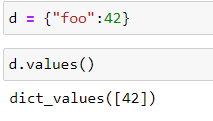 d = {"foo":42}
d.values()
dict_values([42])